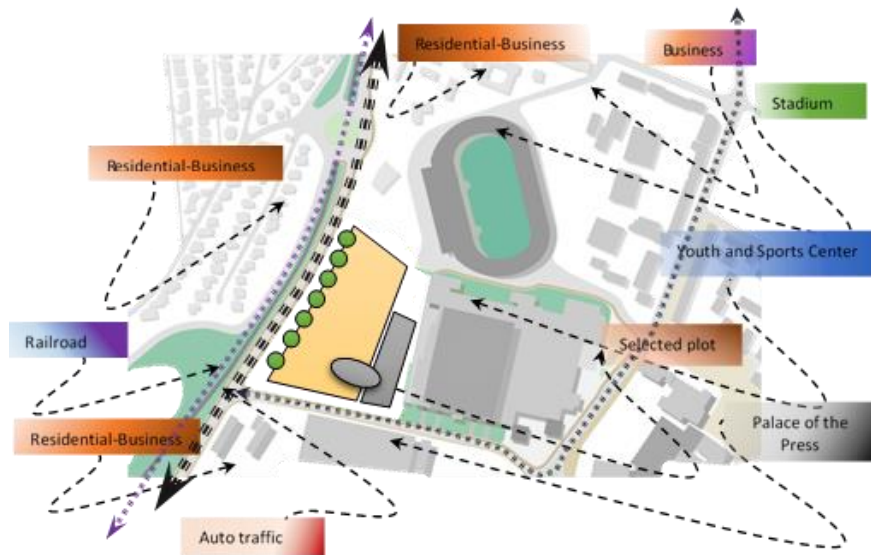 Residential-Business
Business
Stadium
Residential-Business
Youth and Sports Center
Railroad
Selected plot
Residential-Business
Palace of the
Press
Auto traffic